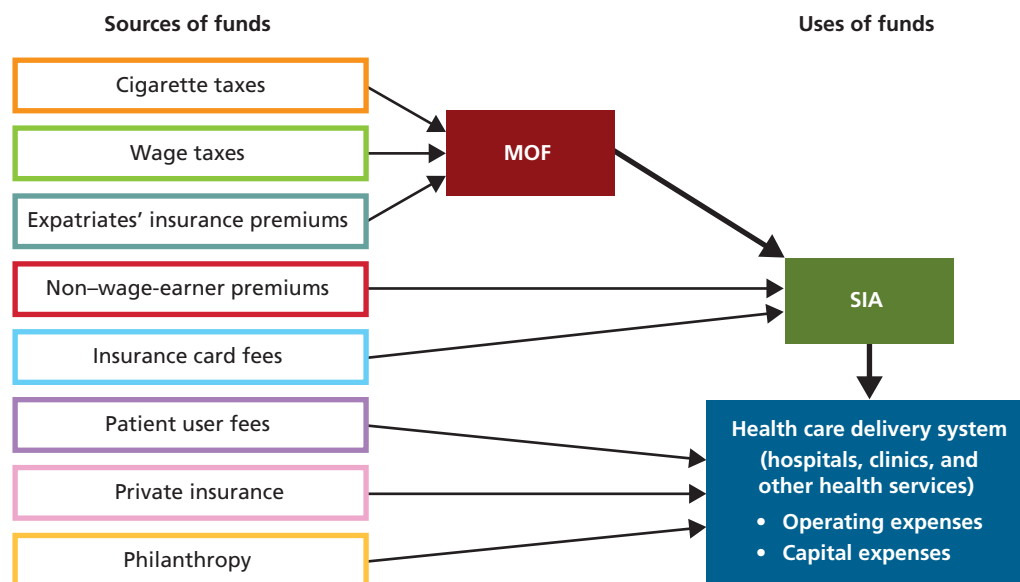 Sources of funds
Uses of funds
Cigarette taxes
Wage taxes
Expatriates’ insurance premiums
Non–wage-earner premiums
Insurance card fees
Patient user fees
Private insurance
Philanthropy
MOF
SIA
Health care delivery system
(hospitals, clinics, and
other health services)
• Operating expenses
• Capital expenses